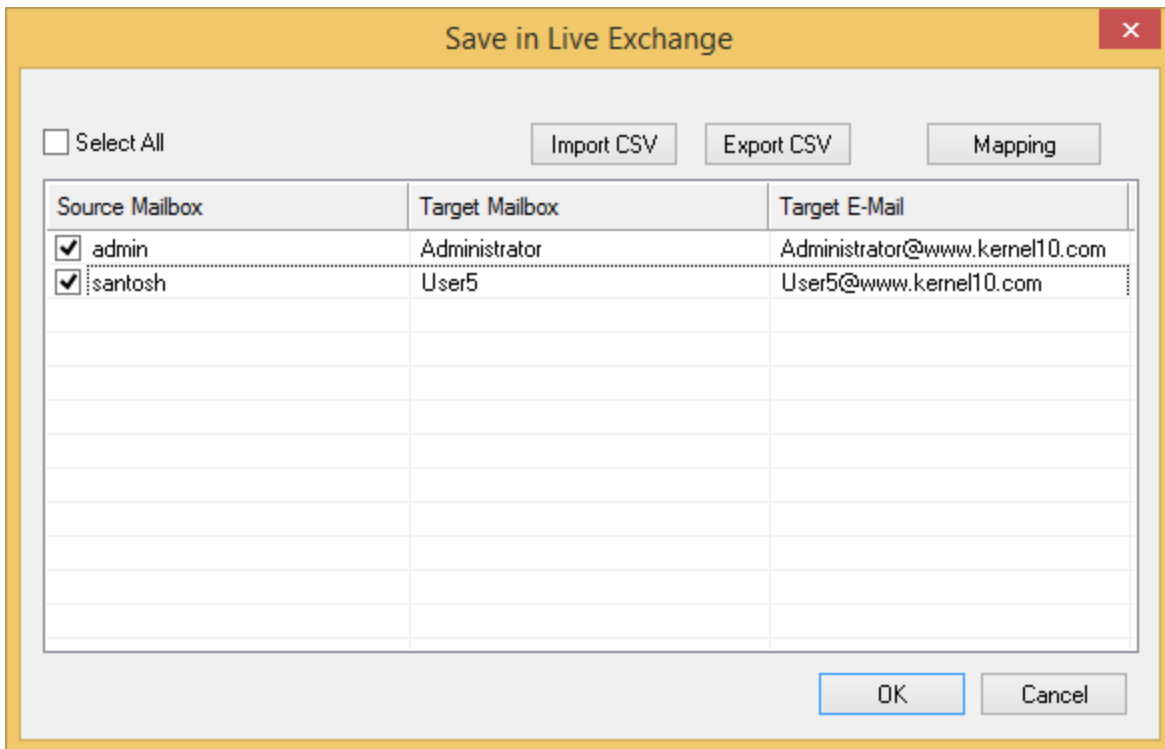 Save in Live Exchange
Select All Import CSV Export CSV Mapping
Source Mailbox Target Mailbox Target E-Mail
admin Administrator Administrator@www.kernel10.com
santosh User5 User5@www.kernel10.com
OK Cancel